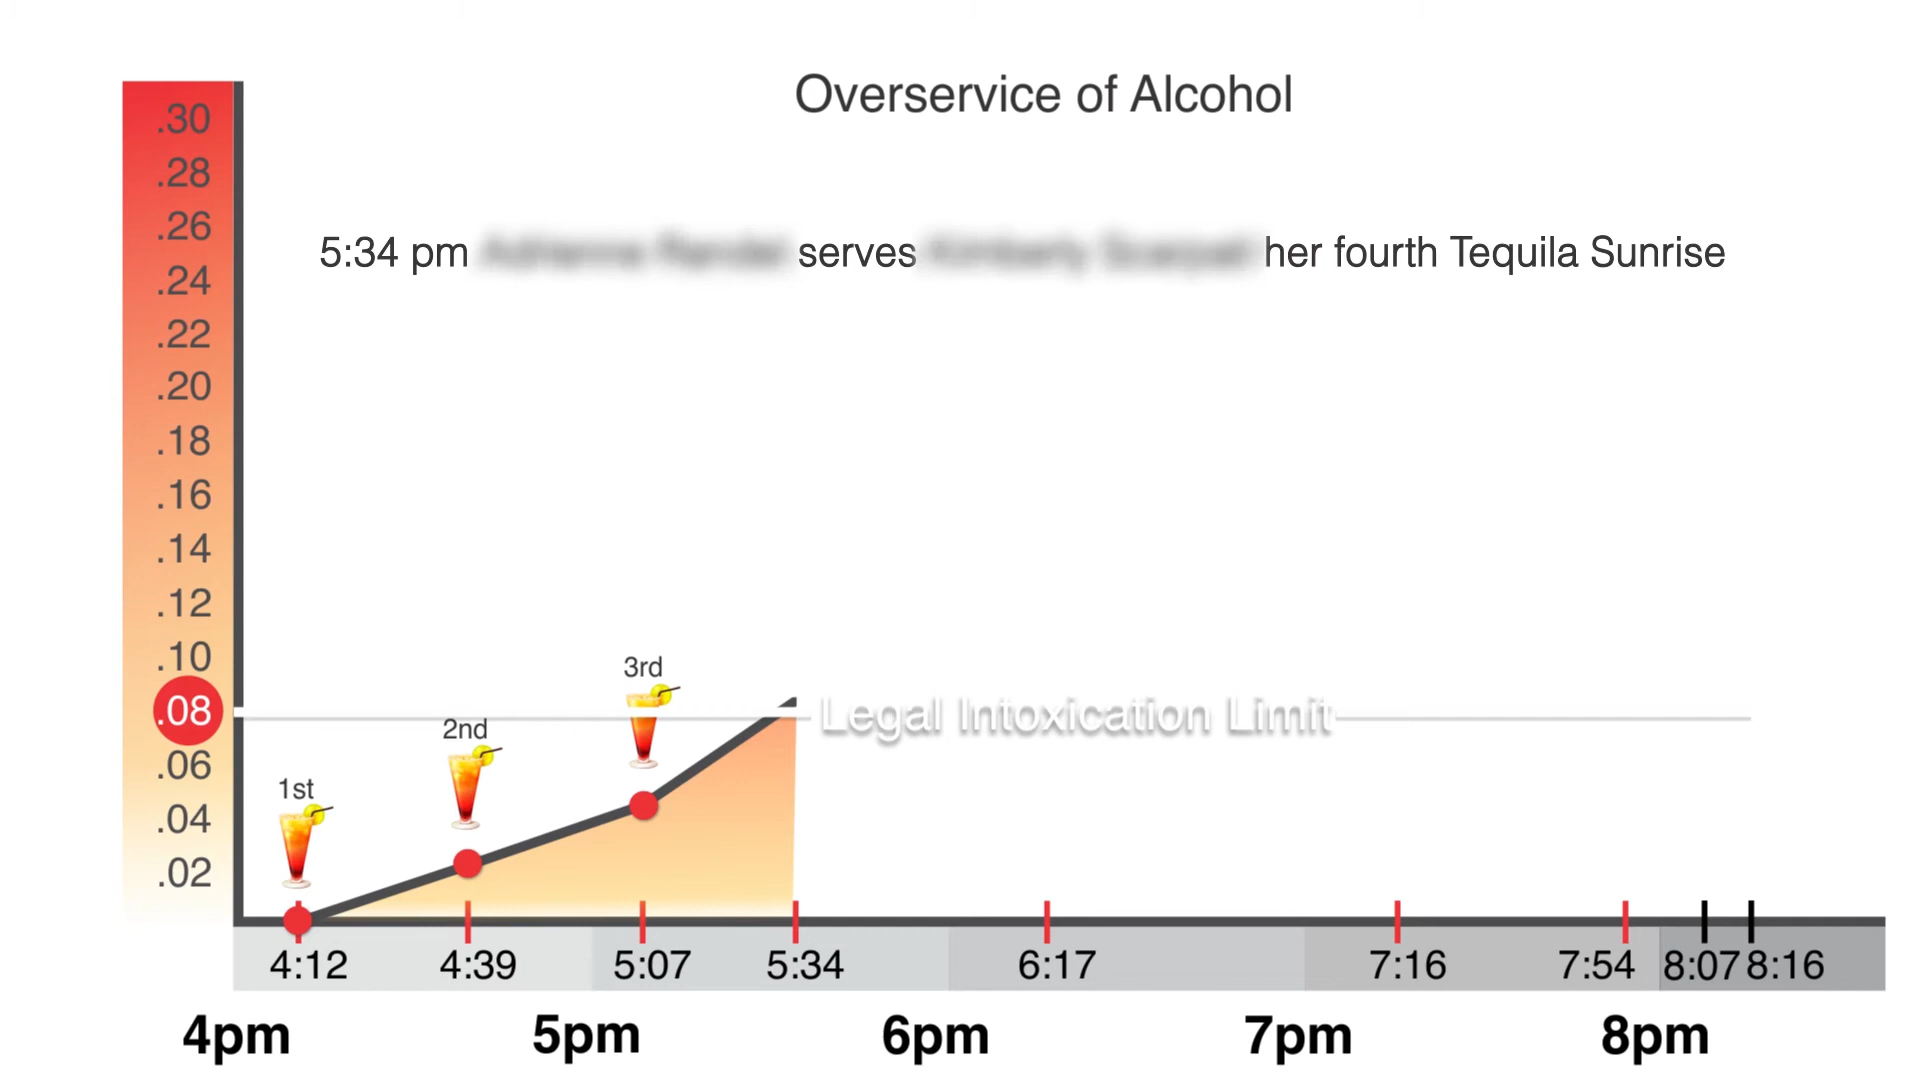 Overservice of Alcohol
5:34 pm serves her fourth Tequila Sunrise
.30
.28
.26
.24
.22
.20
.18
.16
.14
.12
.10
.08
.06
.04
.02
1st
2nd
3rd
Legal Intoxication Limit
4:12 4:39 5:07 5:34 6:17 7:16 7:54 8:07 8:16
4pm 5pm 6pm 7pm 8pm